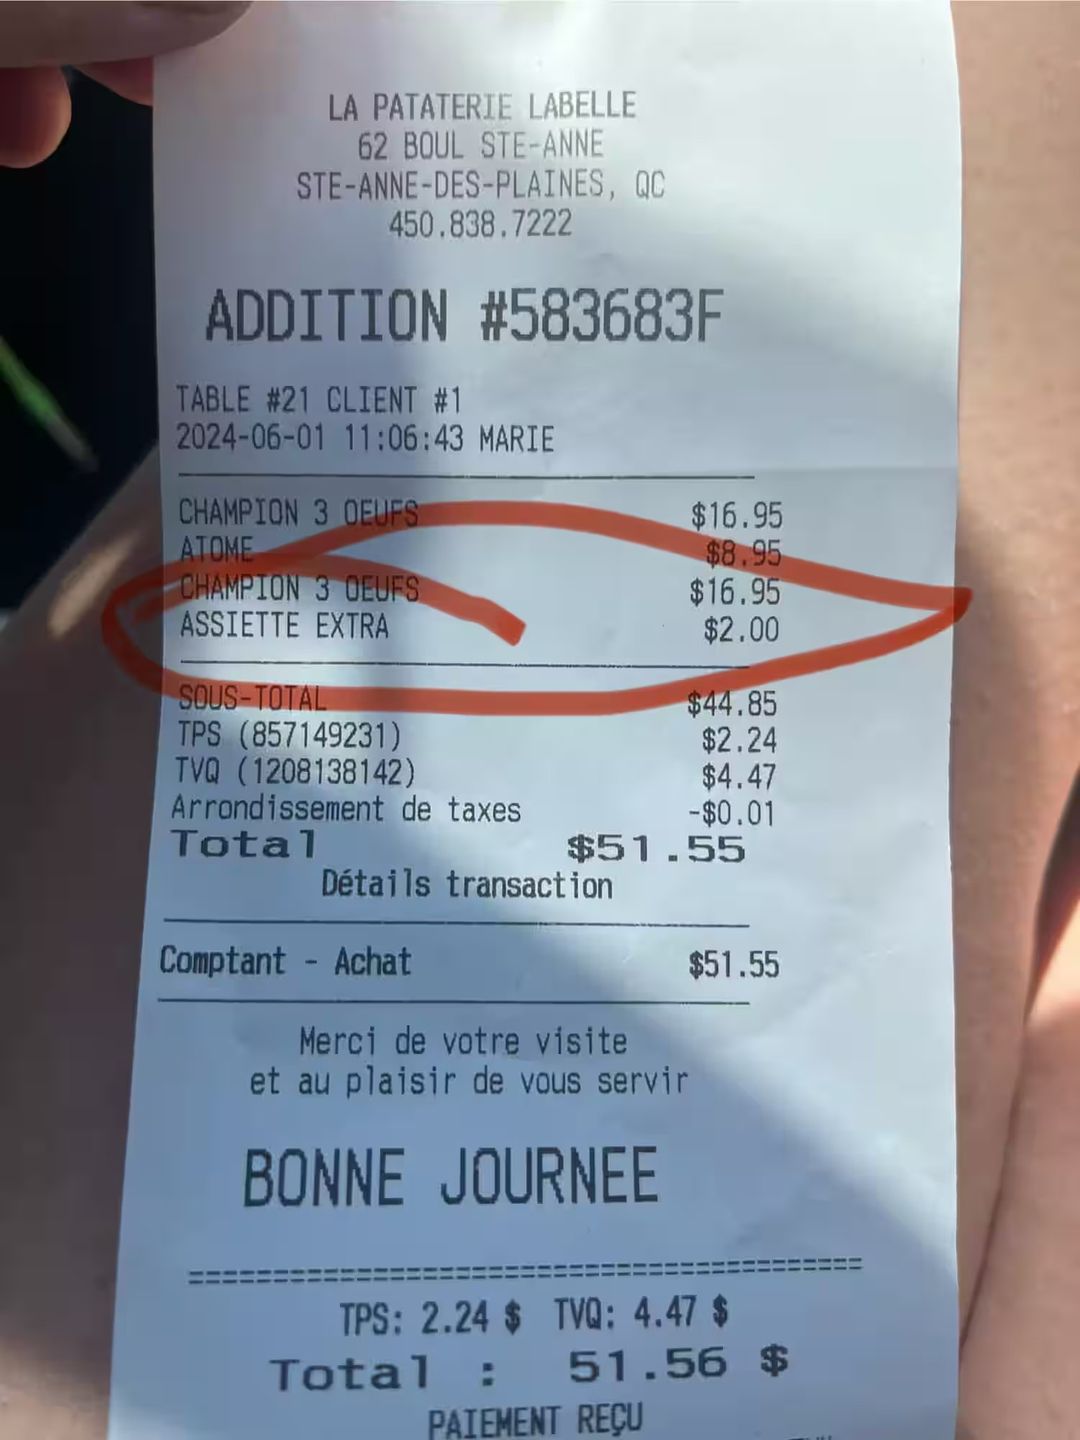 LA PATATERIE LABELLE
62 BOUL STE-ANNE
STE-ANNE-DES-PLAINES, QC
450.838.7222
ADDITION #583683F
TABLE #21 CLIENT #1
2024-06-01 11:06:43 MARIE
CHAMPION 3 OEUFS $16.95
ATOME $8.95
CHAMPION 3 OEUFS $16.95
ASSIETTE EXTRA $2.00
SOUS-TOTAL $44.85
TPS (857149231) $2.24
TVQ (1208138142) $4.47
Arrondissement de taxes -$0.01
Total $51.55
Détails transaction
Comptant - Achat $51.55
Merci de votre visite
et au plaisir de vous servir
BONNE JOURNEE
========================================
TPS: 2.24 $ TVQ: 4.47 $
Total : 51.56 $
PAIEMENT REÇU